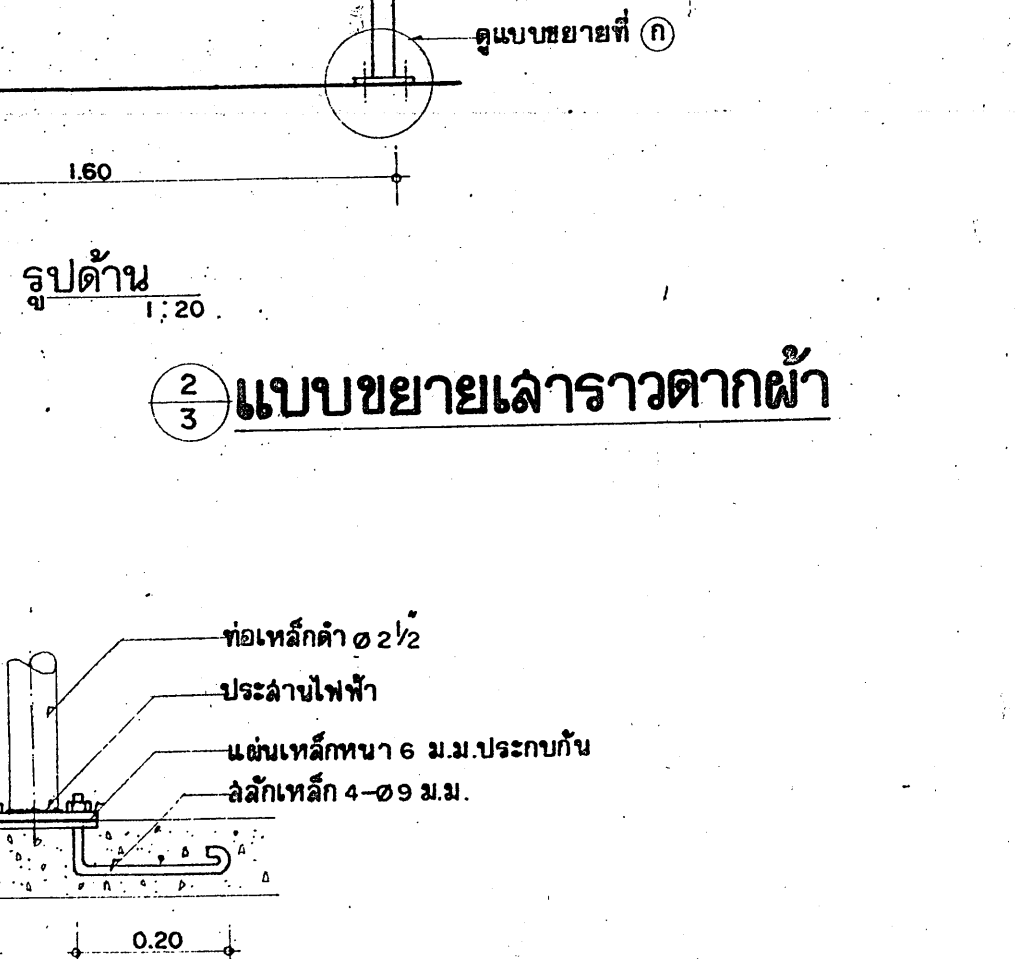 ดูแบบขยายที่ ก
1.60
รูปด้าน
1:20
2
3
แบบขยายเสาราวตากผ้า
ท่อเหล็กดำ ø 2 1/2"
ประสานไฟฟ้า
แผ่นเหล็กหนา 6 ม.ม.ประกบกัน
สลักเหล็ก 4-ø9 ม.ม.
0.20